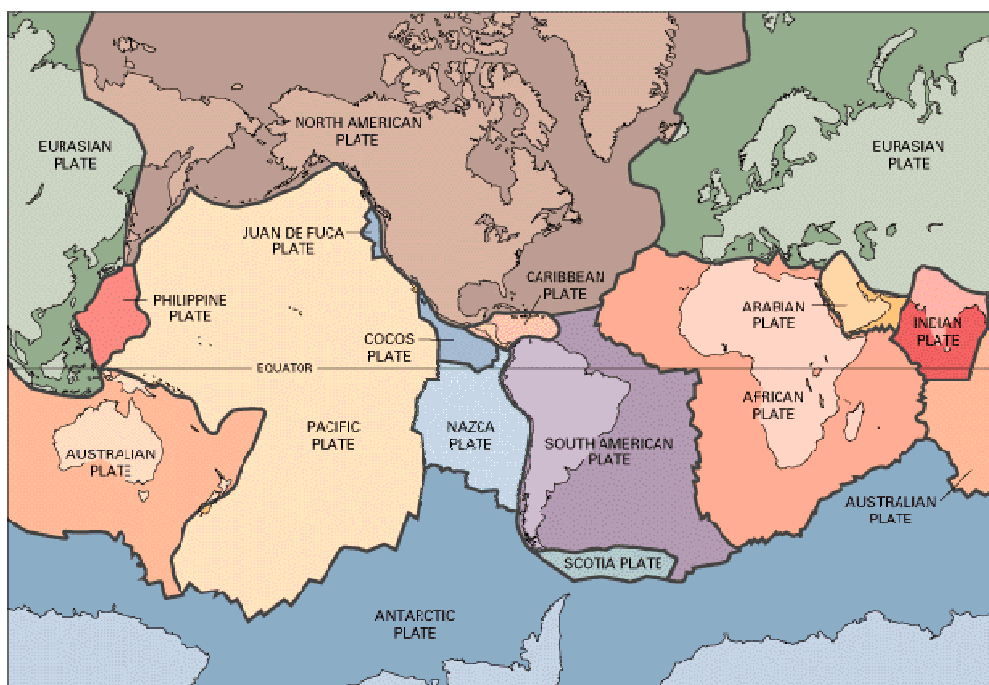 NORTH AMERICAN
PLATE
EURASIAN
PLATE
EURASIAN
PLATE
JUAN DE FUCA
PLATE
CARIBBEAN
PLATE
PHILIPPINE
PLATE
ARABIAN
PLATE
INDIAN
PLATE
COCOS
PLATE
EQUATOR
AFRICAN
PLATE
PACIFIC
PLATE
NAZCA
PLATE
SOUTH AMERICAN
PLATE
AUSTRALIAN
PLATE
AUSTRALIAN
PLATE
SCOTIA PLATE
ANTARCTIC
PLATE